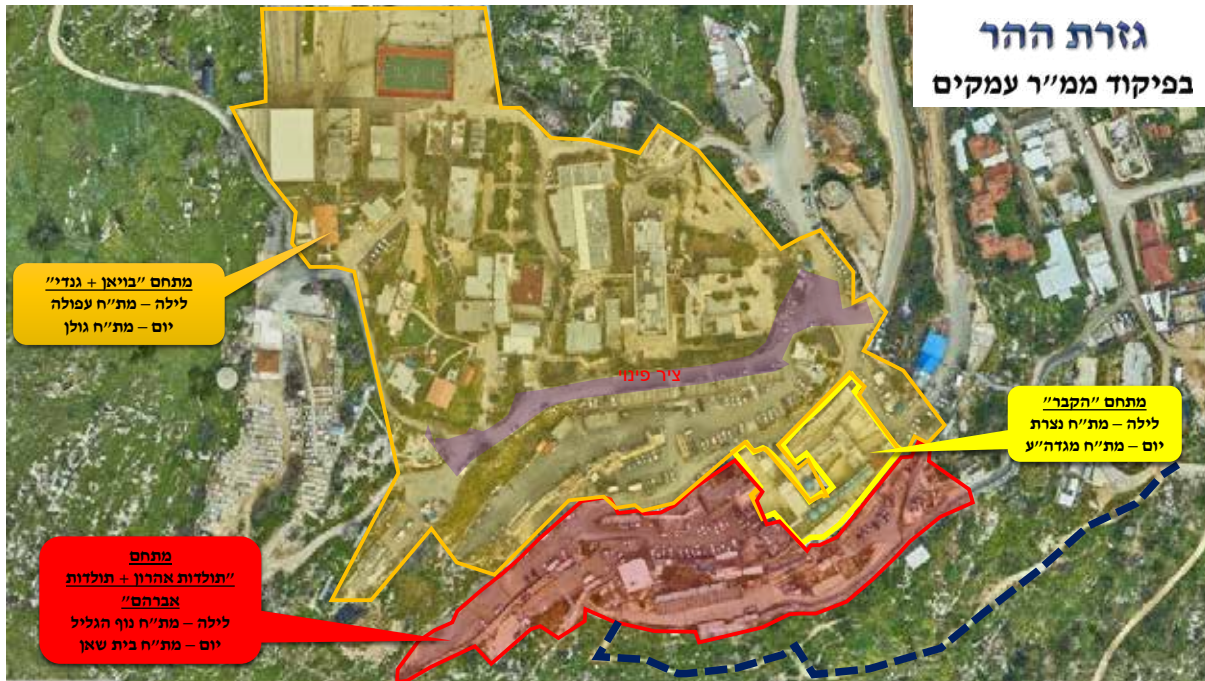 גזרת ההר
בפיקוד ממ״ר עמקים
מתחם ״בויאן + גנדי״
לילה – מת״ח עפולה
יום – מת״ח גולן
ציר פינוי
מתחם ״הקבר״
לילה – מת״ח נצרת
יום – מת״ח מגדה״ע
מתחם
״תולדות אהרון + תולדות
אברהם״
לילה – מת״ח נוף הגליל
יום – מת״ח בית שאן